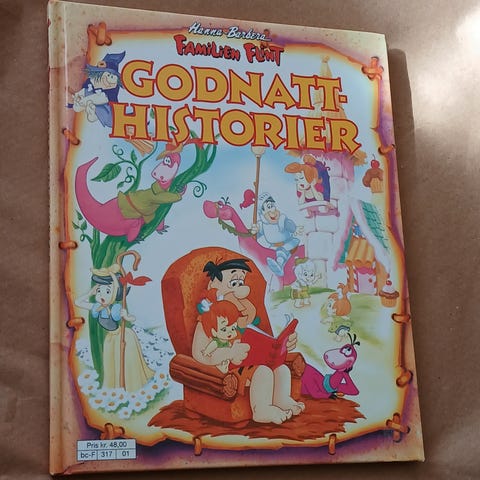 Hanna-Barbera
FAMILIEN FLINT
GODNATT-
HISTORIER
Pris kr. 48,00
bc-F 317 01